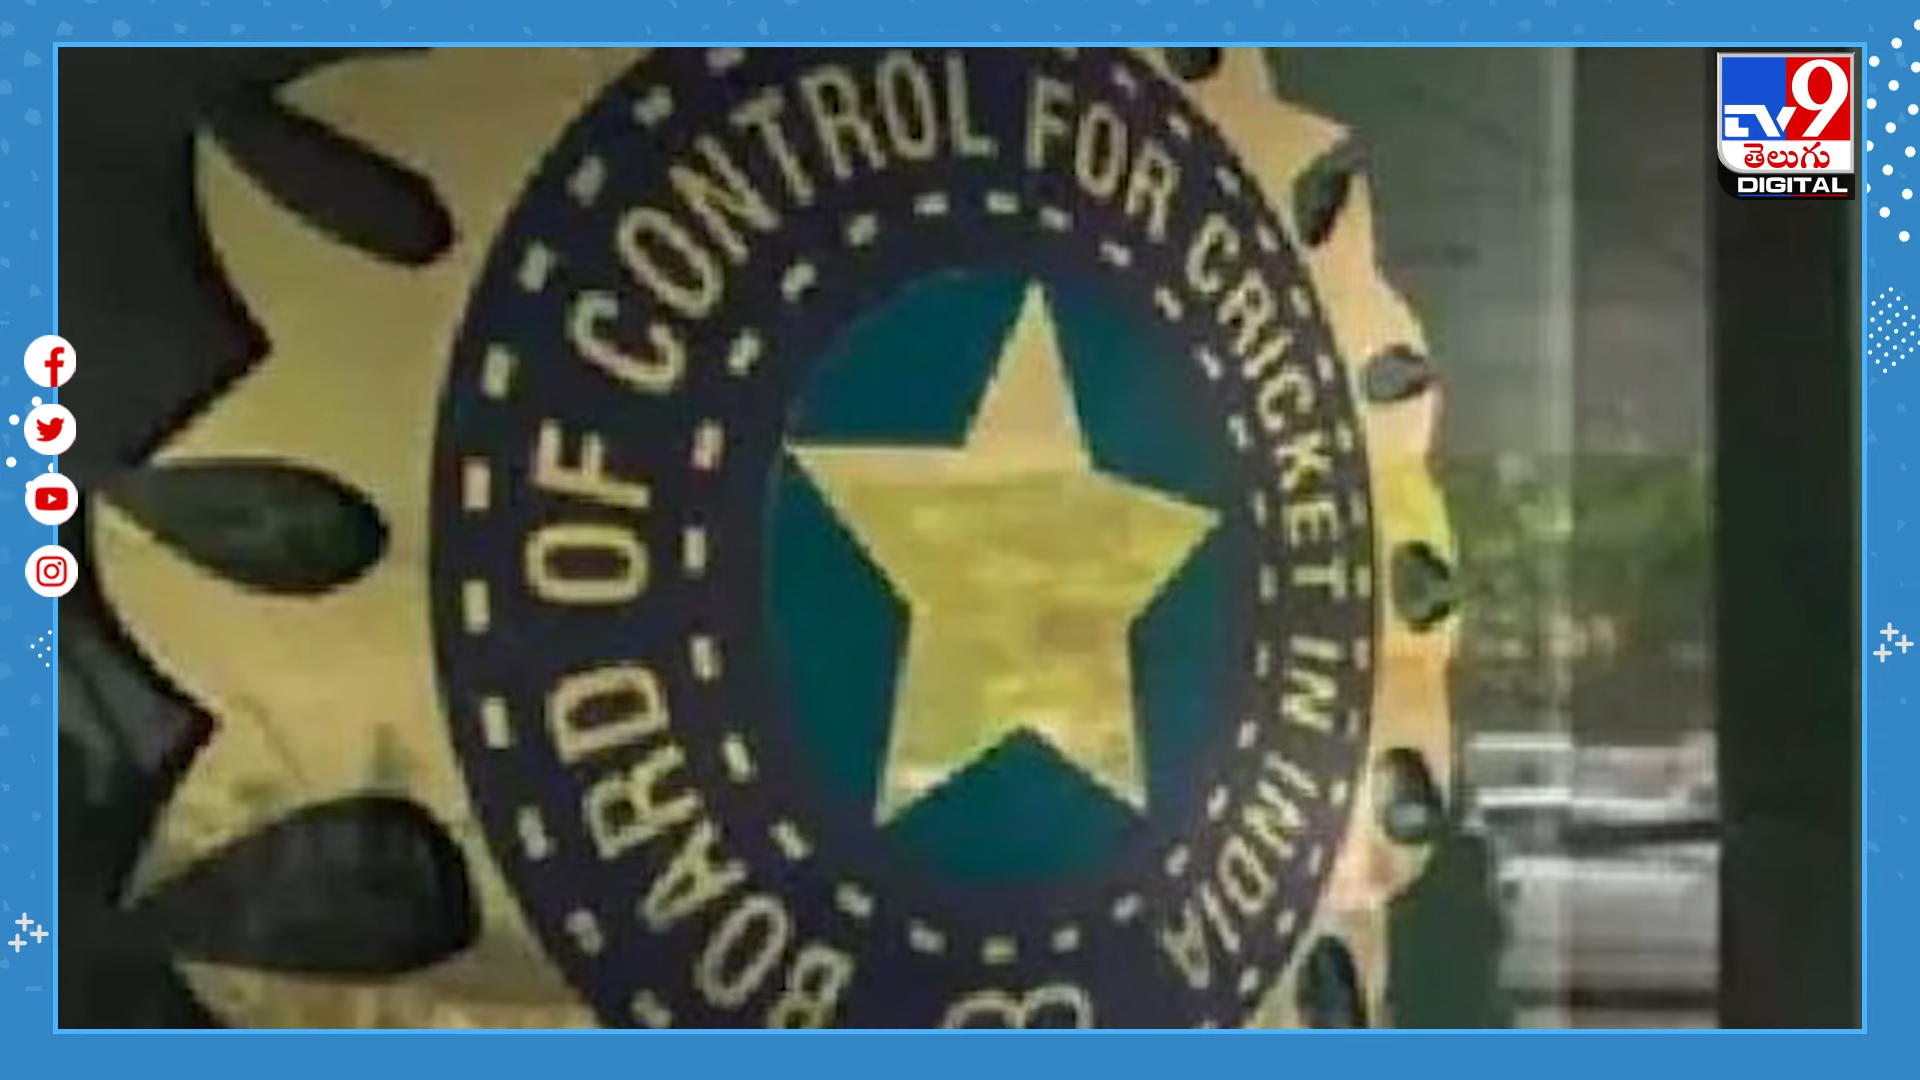 BOARD OF CONTROL FOR CRICKET IN INDIA
TV9
తెలుగు
DIGITAL